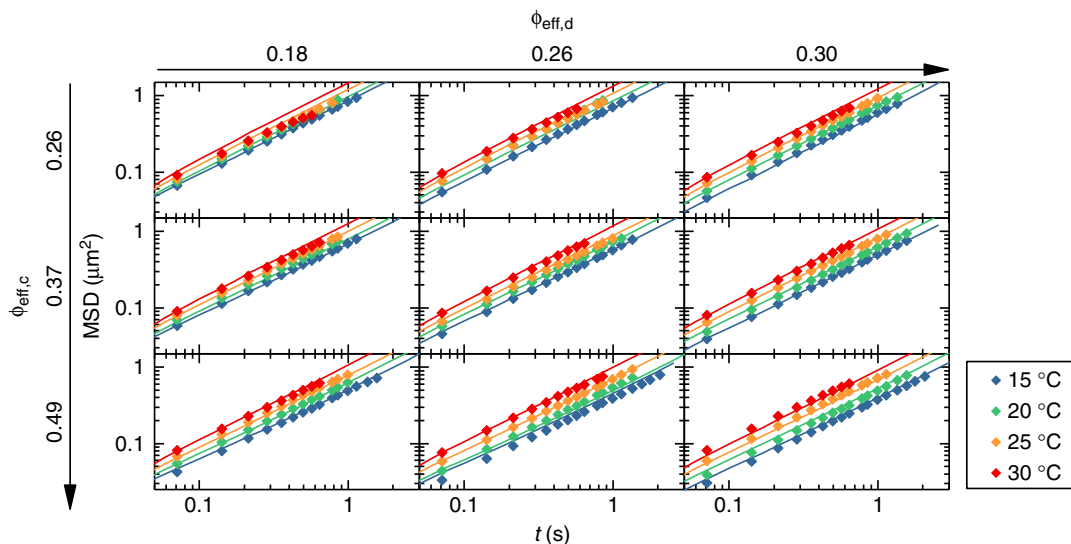 ϕeff,d
0.18 0.26 0.30
ϕeff,c
0.26 0.37 0.49
MSD (μm²)
1
0.1
1
0.1
1
0.1
0.1 1 0.1 1 0.1 1
t (s)
15 °C
20 °C
25 °C
30 °C